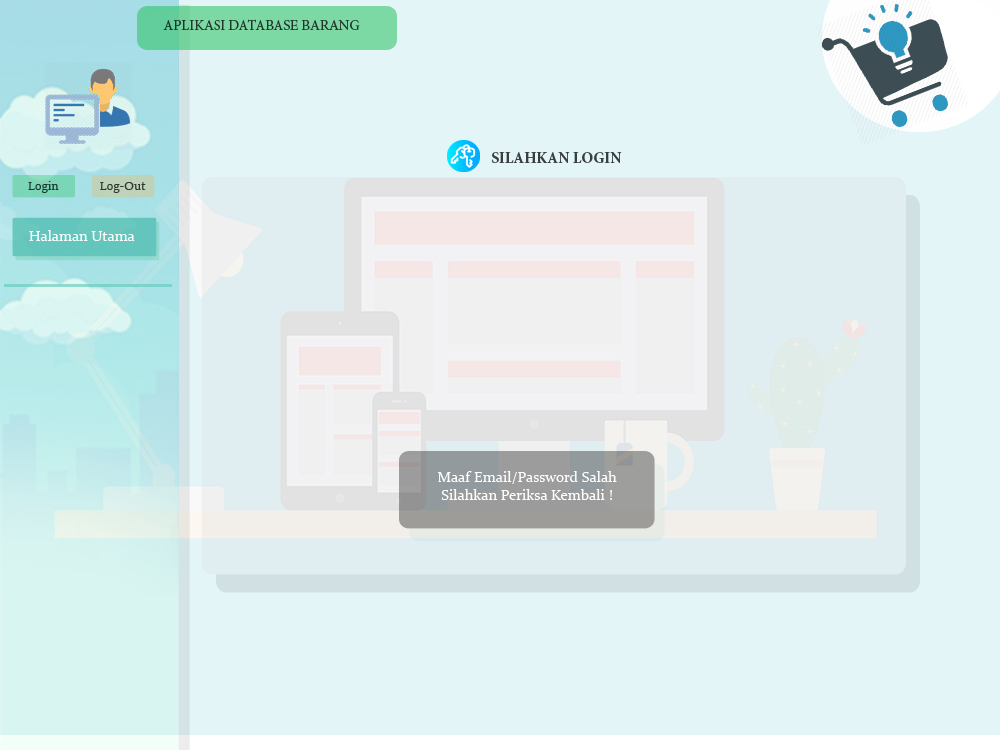 APLIKASI DATABASE BARANG
SILAHKAN LOGIN
Login
Log-Out
Halaman Utama
Maaf Email/Password Salah
Silahkan Periksa Kembali !